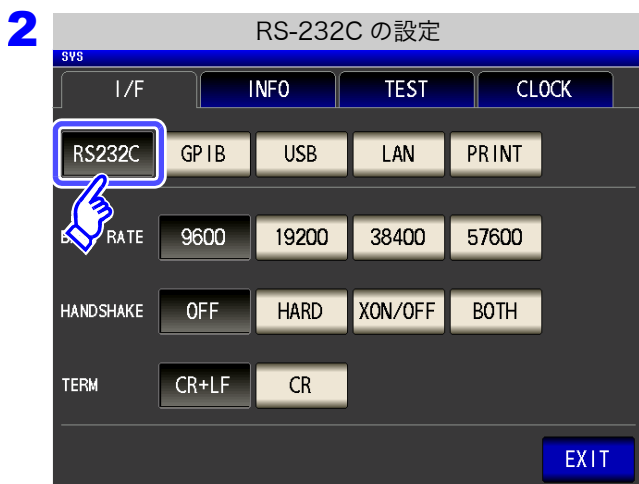 2
RS-232C の設定
SYS
I/F INFO TEST CLOCK
RS232C GPIB USB LAN PRINT
RATE 9600 19200 38400 57600
HANDSHAKE OFF HARD XON/OFF BOTH
TERM CR+LF CR
EXIT